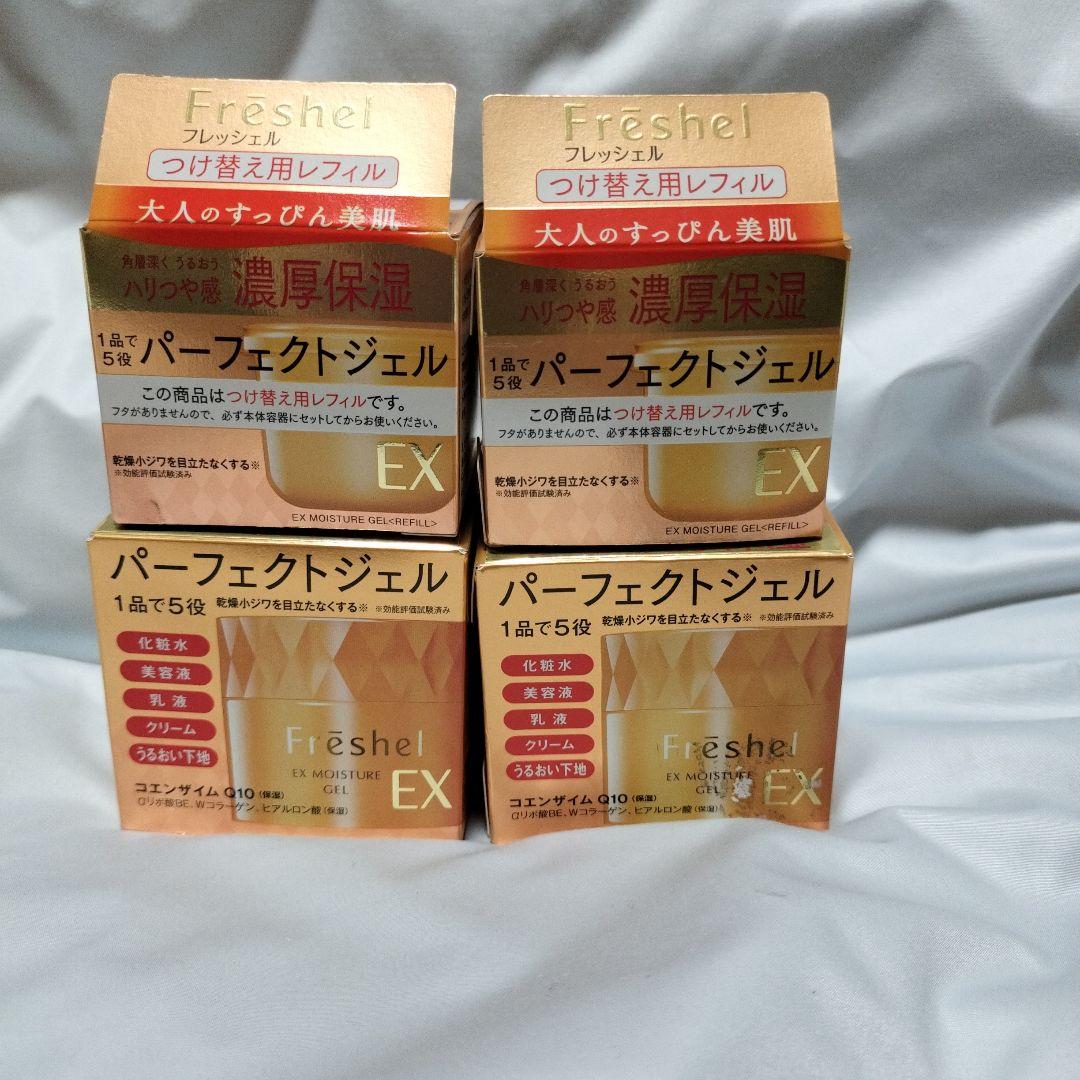 Frēshel
フレッシェル
つけ替え用レフィル
大人のすっぴん美肌
角層深く うるおう
ハリつや感
濃厚保湿
1品で
5役
パーフェクトジェル
この商品はつけ替え用レフィルです。
フタがありませんので、必ず本体容器にセットしてからお使いください。
乾燥小ジワを目立たなくする※
※効能評価試験済み
EX
EX MOISTURE GEL<REFILL>
Frēshel
フレッシェル
つけ替え用レフィル
大人のすっぴん美肌
角層深く うるおう
ハリつや感
濃厚保湿
1品で
5役
パーフェクトジェル
この商品はつけ替え用レフィルです。
フタがありませんので、必ず本体容器にセットしてからお使いください。
乾燥小ジワを目立たなくする※
※効能評価試験済み
EX
EX MOISTURE GEL<REFILL>
パーフェクトジェル
1品で5役 乾燥小ジワを目立たなくする※ ※効能評価試験済み
化粧水
美容液
乳液
クリーム
うるおい下地
Frēshel
EX MOISTURE
GEL
EX
コエンザイムQ10(保湿)
αリポ酸BE、Wコラーゲン、ヒアルロン酸(保湿)
パーフェクトジェル
1品で5役 乾燥小ジワを目立たなくする※ ※効能評価試験済み
化粧水
美容液
乳液
クリーム
うるおい下地
Frēshel
EX MOISTURE
GEL
EX
コエンザイムQ10(保湿)
αリポ酸BE、Wコラーゲン、ヒアルロン酸(保湿)